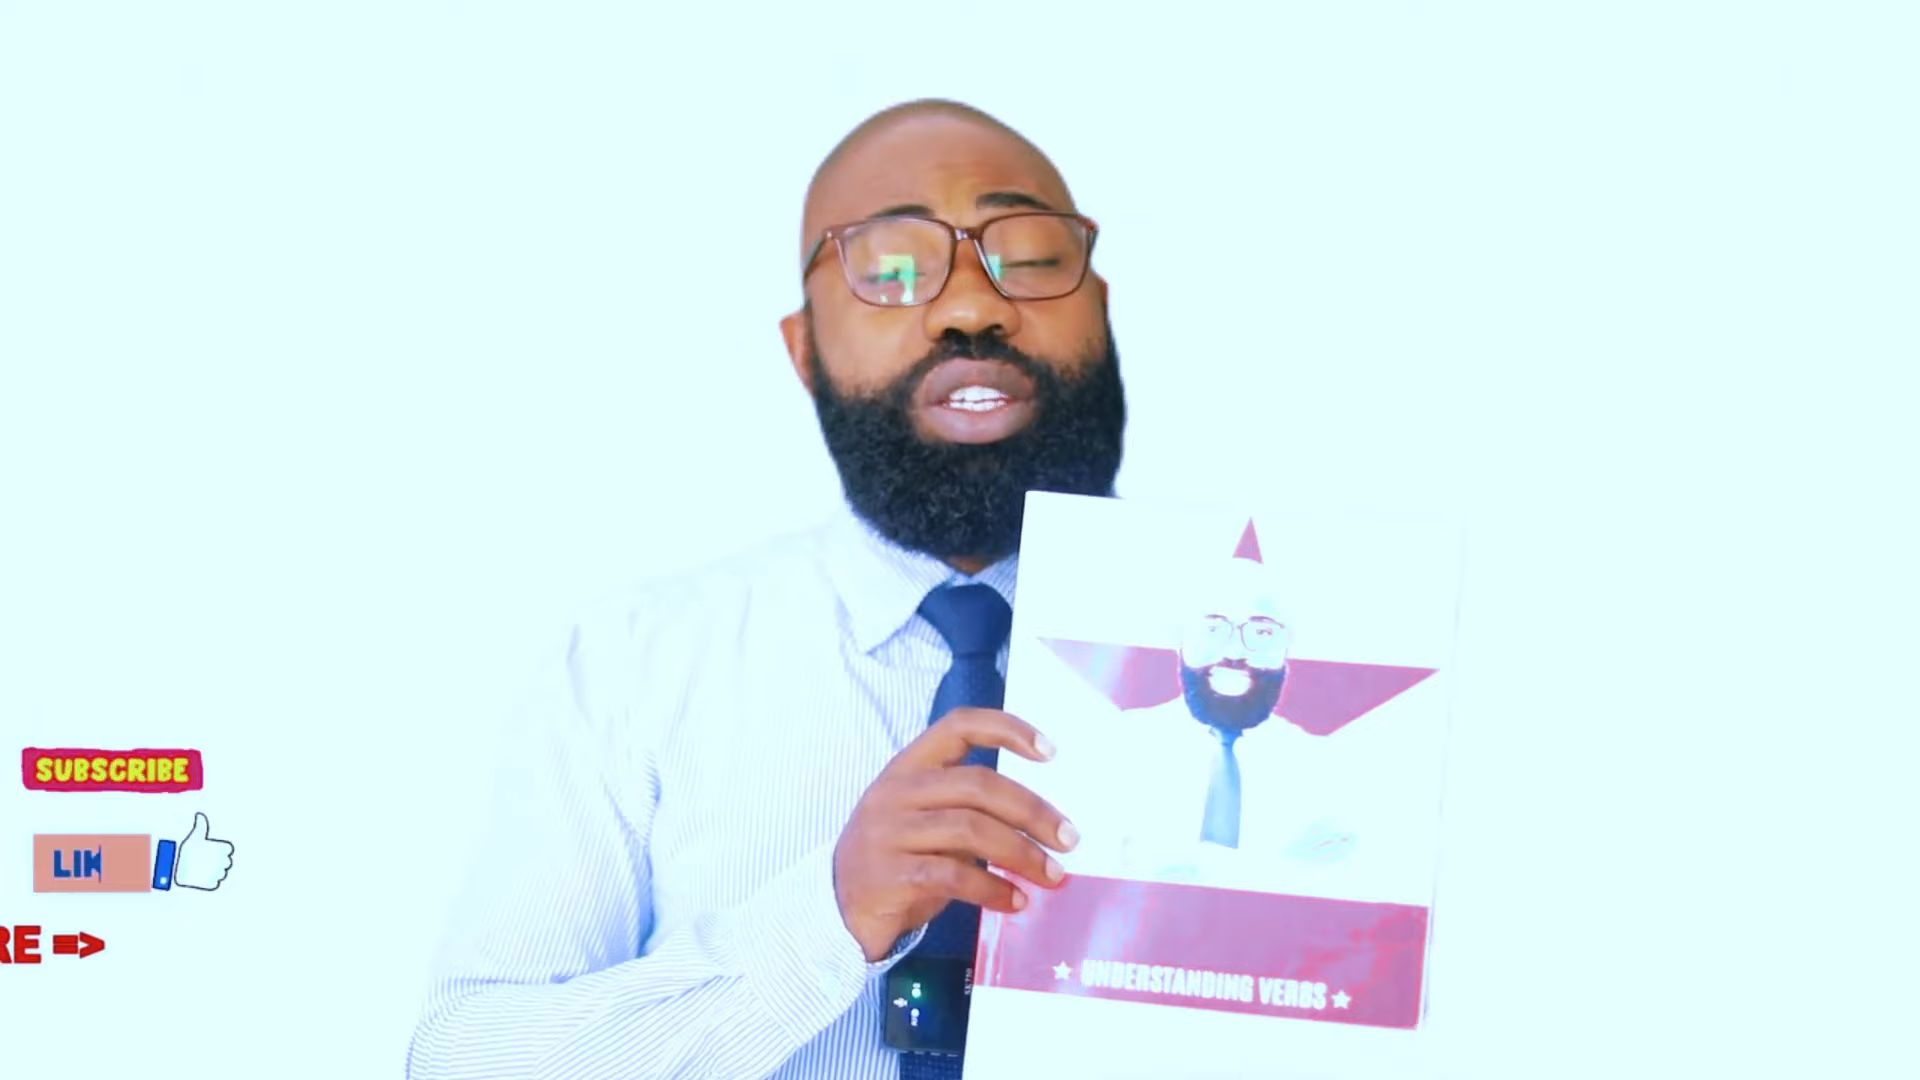 SUBSCRIBE
LIK
RE =>
★ UNDERSTANDING VERBS ★